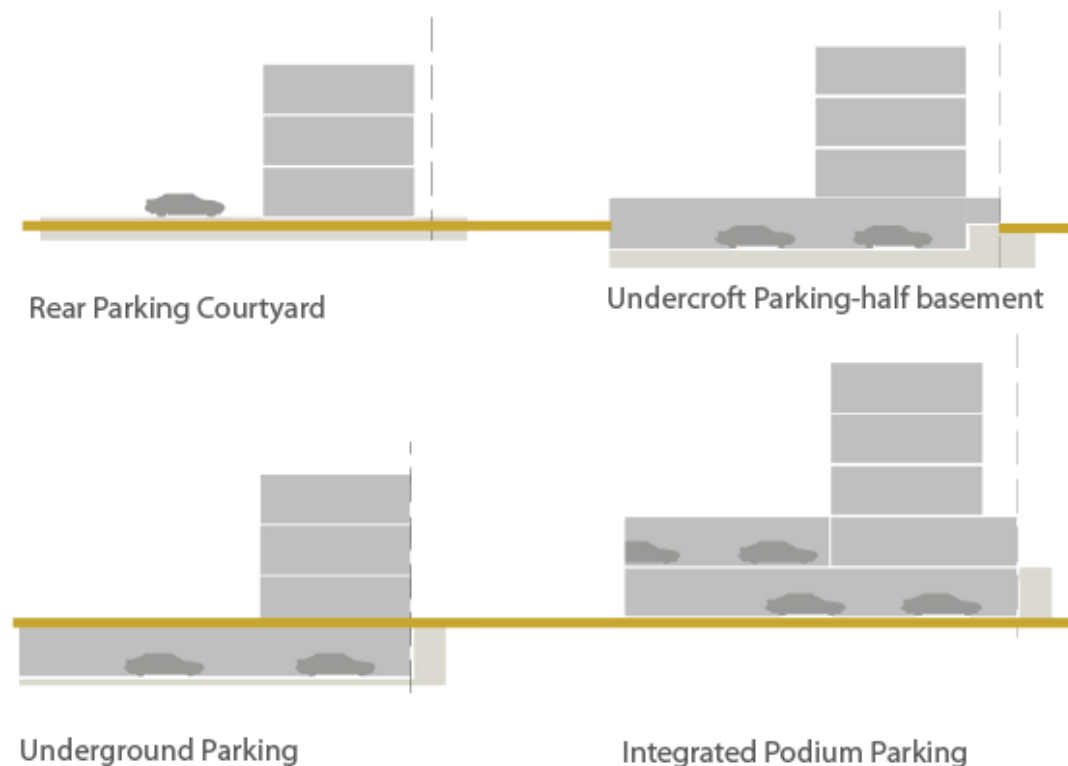 Rear Parking Courtyard
Undercroft Parking-half basement
Underground Parking
Integrated Podium Parking